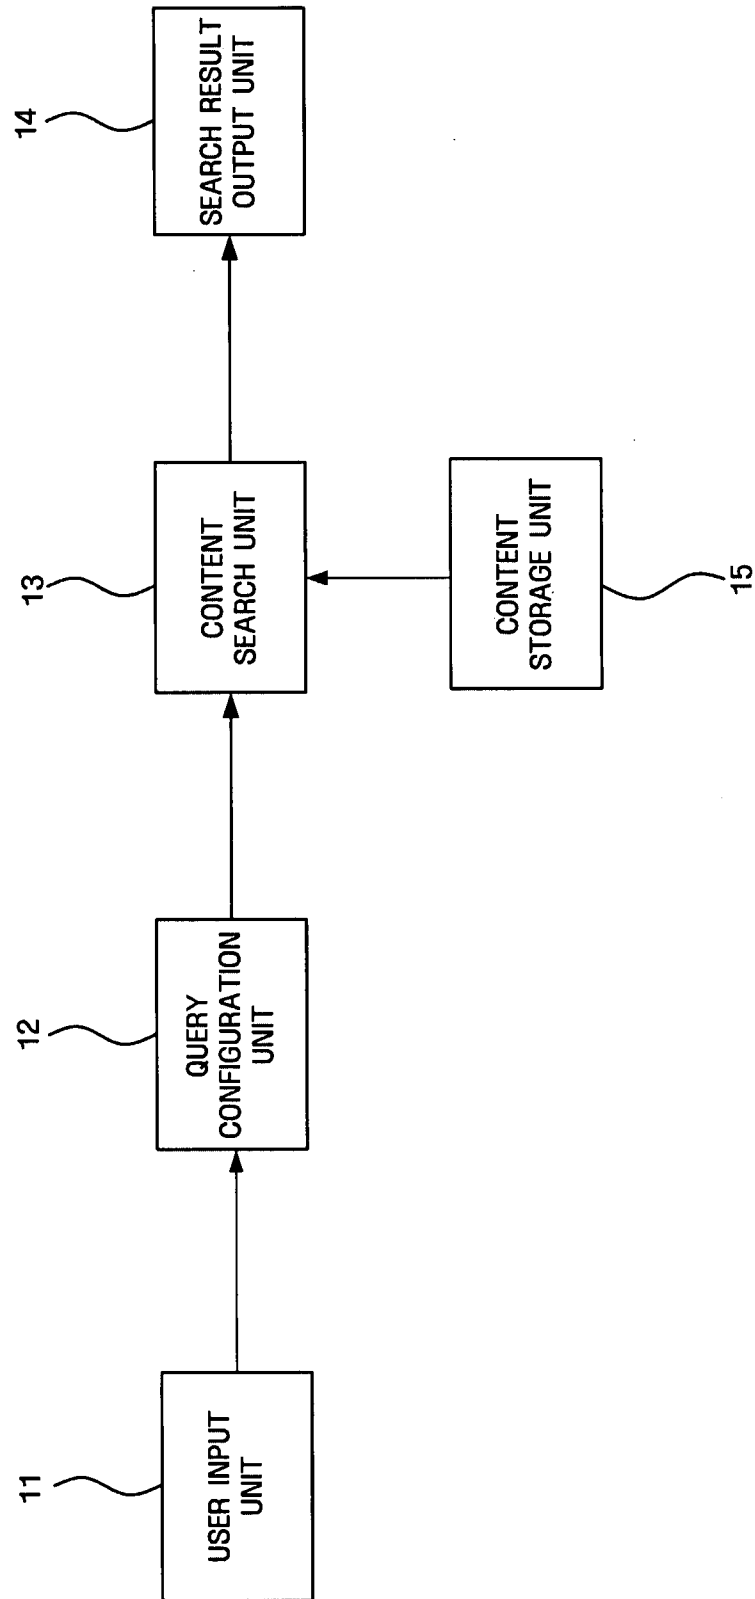 11
USER INPUT
UNIT
12
QUERY
CONFIGURATION
UNIT
13
CONTENT
SEARCH UNIT
14
SEARCH RESULT
OUTPUT UNIT
CONTENT
STORAGE UNIT
15